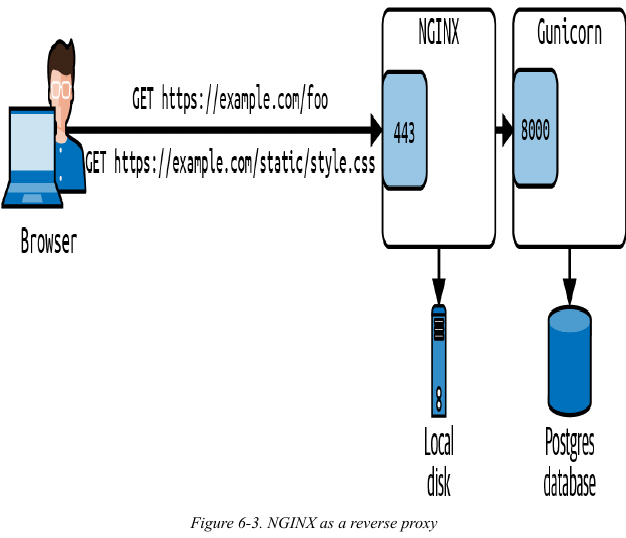 NGINX
Gunicorn
GET https://example.com/foo
443
8000
GET https://example.com/static/style.css
Browser
Local
disk
Postgres
database
Figure 6-3. NGINX as a reverse proxy